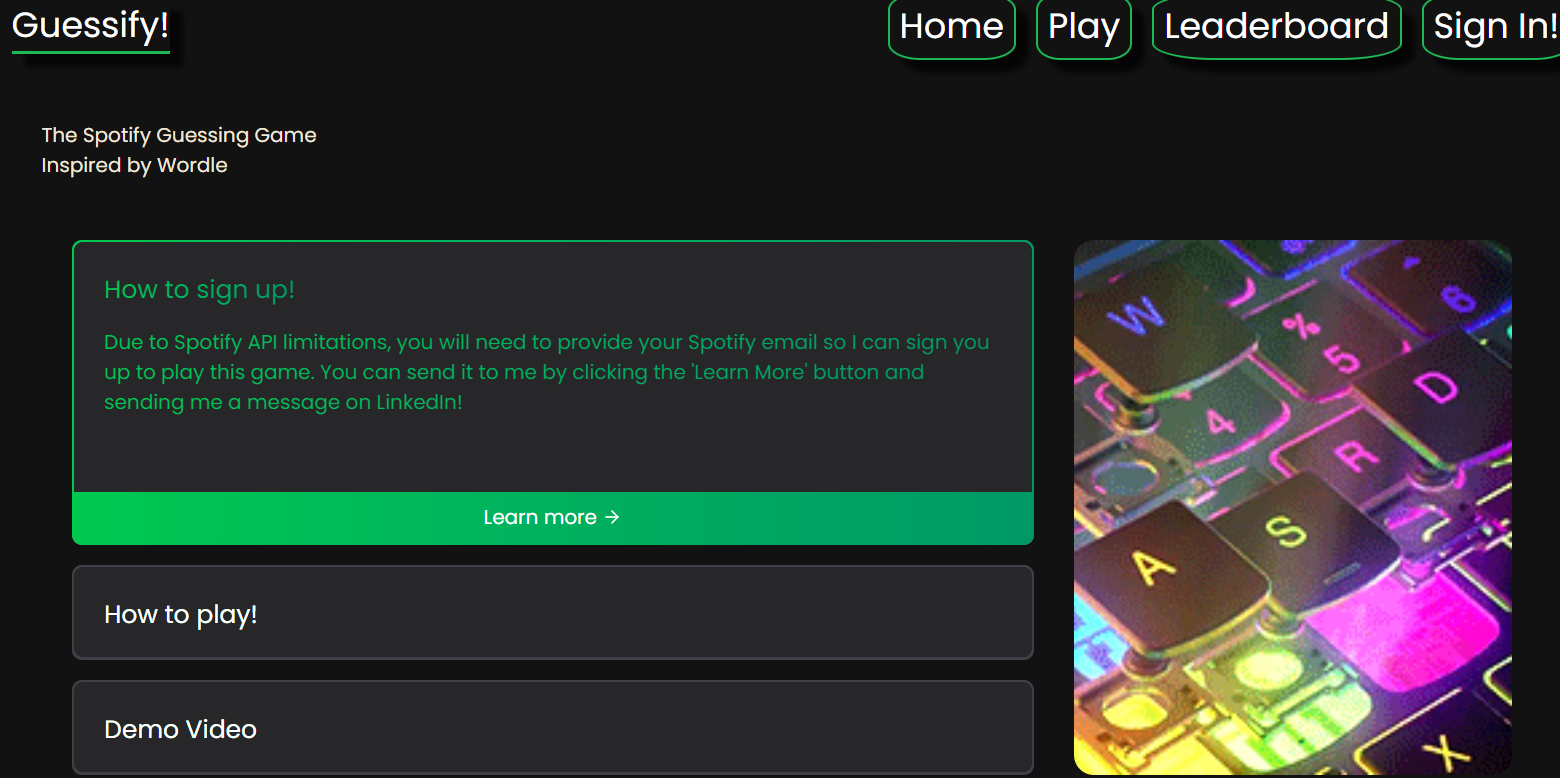 Guessify!
Home
Play
Leaderboard
Sign In!
The Spotify Guessing Game
Inspired by Wordle
How to sign up!
Due to Spotify API limitations, you will need to provide your Spotify email so I can sign you
up to play this game. You can send it to me by clicking the 'Learn More' button and
sending me a message on LinkedIn!
Learn more →
How to play!
Demo Video
W
%
5
6
4
D
R
A
S
X